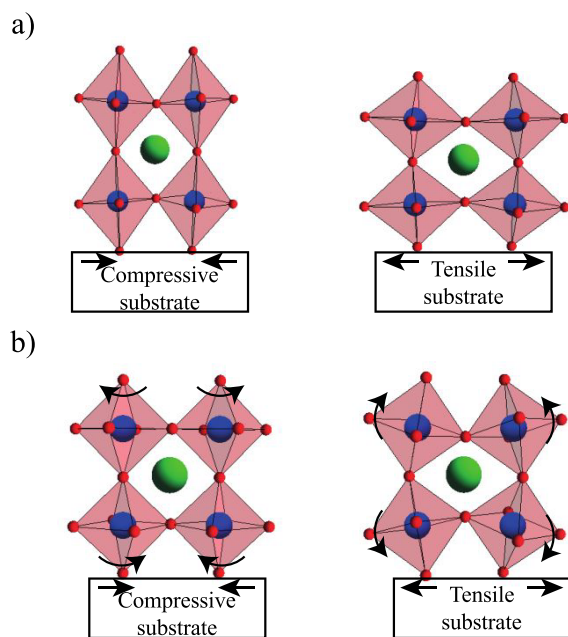 a)
Compressive
substrate
Tensile
substrate
b)
Compressive
substrate
Tensile
substrate